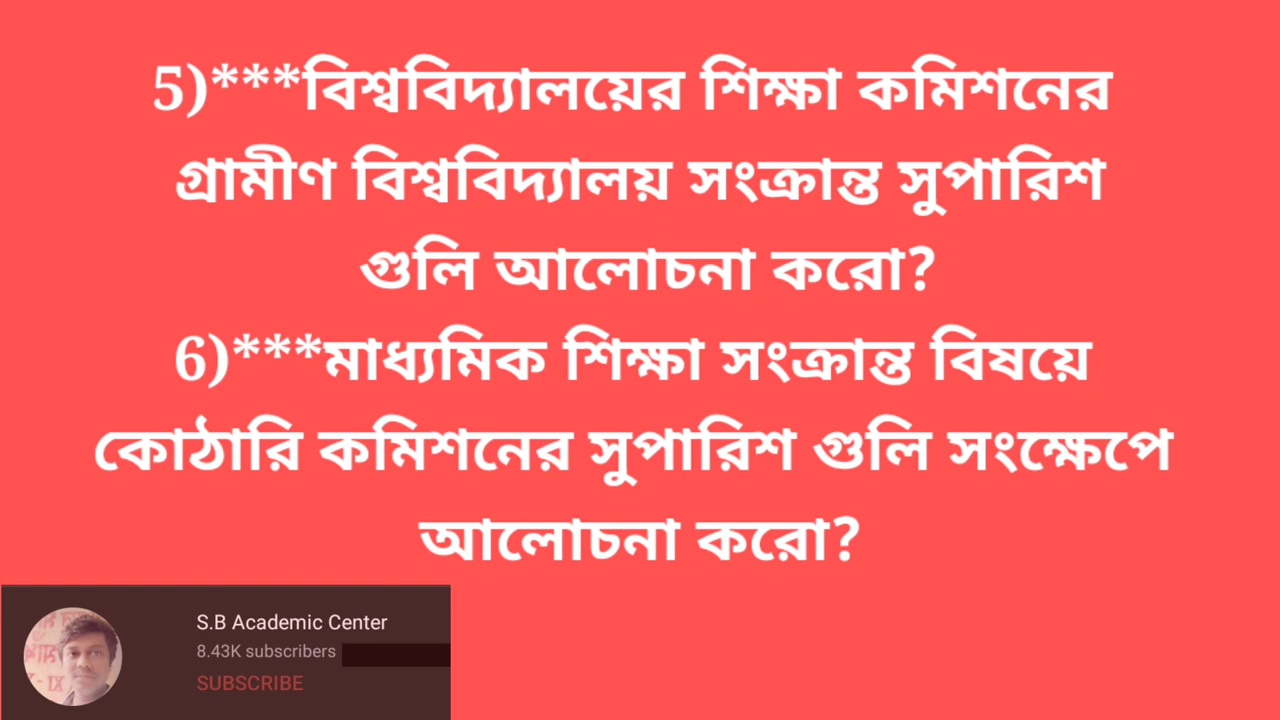 5)***বিশ্ববিদ্যালয়ের শিক্ষা কমিশনের
গ্রামীণ বিশ্ববিদ্যালয় সংক্রান্ত সুপারিশ
গুলি আলোচনা করো?
6)***মাধ্যমিক শিক্ষা সংক্রান্ত বিষয়ে
কোঠারি কমিশনের সুপারিশ গুলি সংক্ষেপে
আলোচনা করো?
S.B Academic Center
8.43K subscribers
SUBSCRIBE